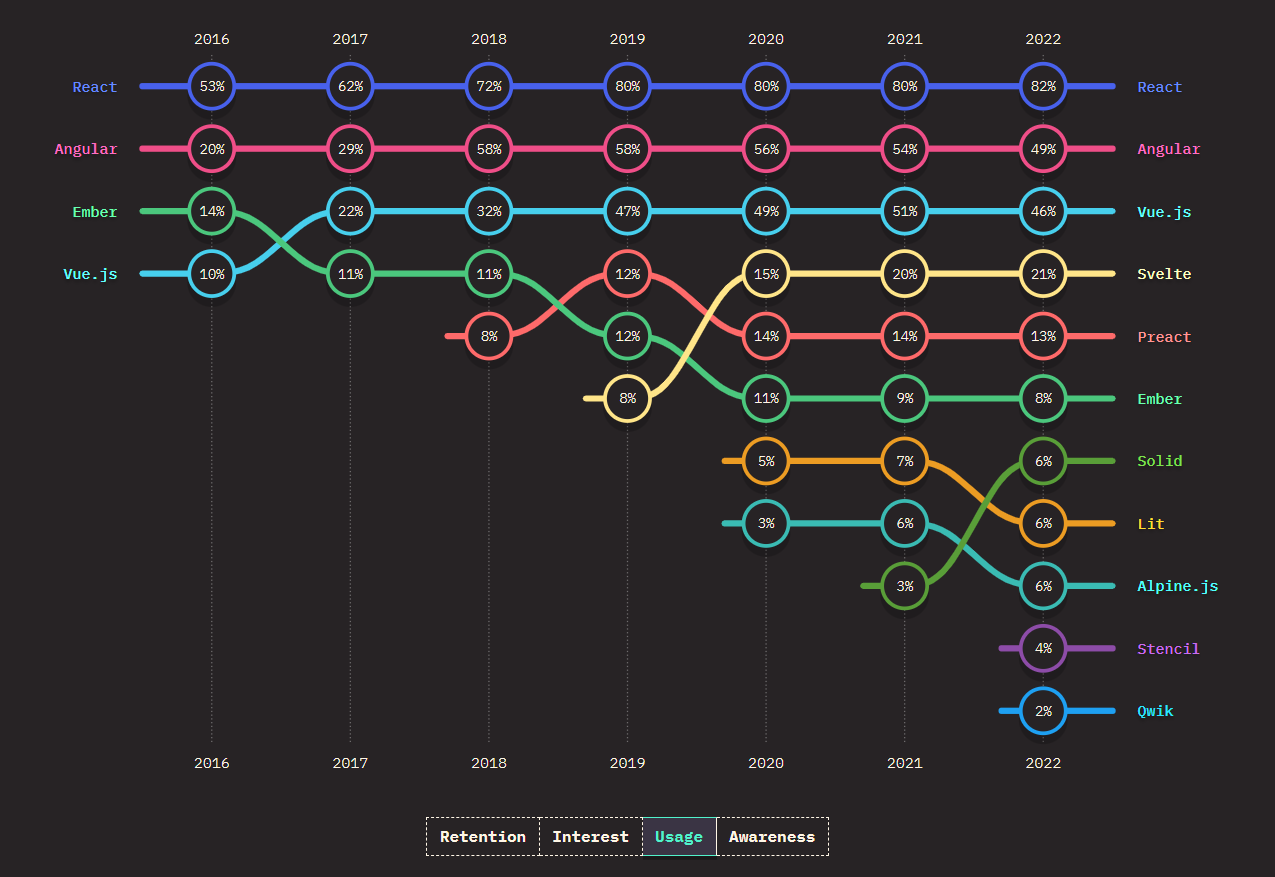 2016 2017 2018 2019 2020 2021 2022
React 53% 62% 72% 80% 80% 80% 82% React
Angular 20% 29% 58% 58% 56% 54% 49% Angular
Ember 14% 22% 32% 47% 49% 51% 46% Vue.js
Vue.js 10% 11% 11% 12% 15% 20% 21% Svelte
8% 12% 14% 14% 13% Preact
8% 11% 9% 8% Ember
5% 7% 6% Solid
3% 6% 6% Lit
3% 6% Alpine.js
4% Stencil
2% Qwik
2016 2017 2018 2019 2020 2021 2022
Retention Interest Usage Awareness